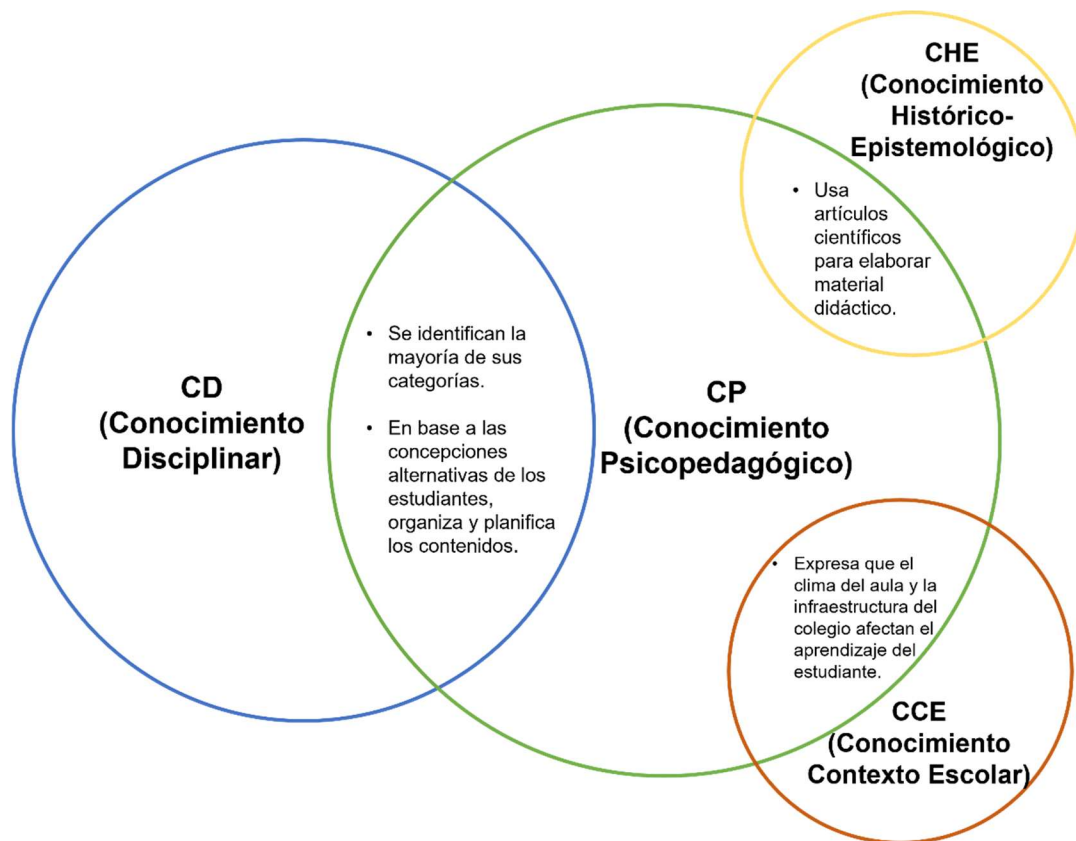 CHE
(Conocimiento
Histórico-
Epistemológico)
• Usa
artículos
científicos
para elaborar
material
didáctico.
• Se identifican la
mayoría de sus
categorías.
• En base a las
concepciones
alternativas de los
estudiantes,
organiza y planifica
los contenidos.
CD
(Conocimiento
Disciplinar)
CP
(Conocimiento
Psicopedagógico)
• Expresa que el
clima del aula y la
infraestructura del
colegio afectan el
aprendizaje del
estudiante.
CCE
(Conocimiento
Contexto Escolar)